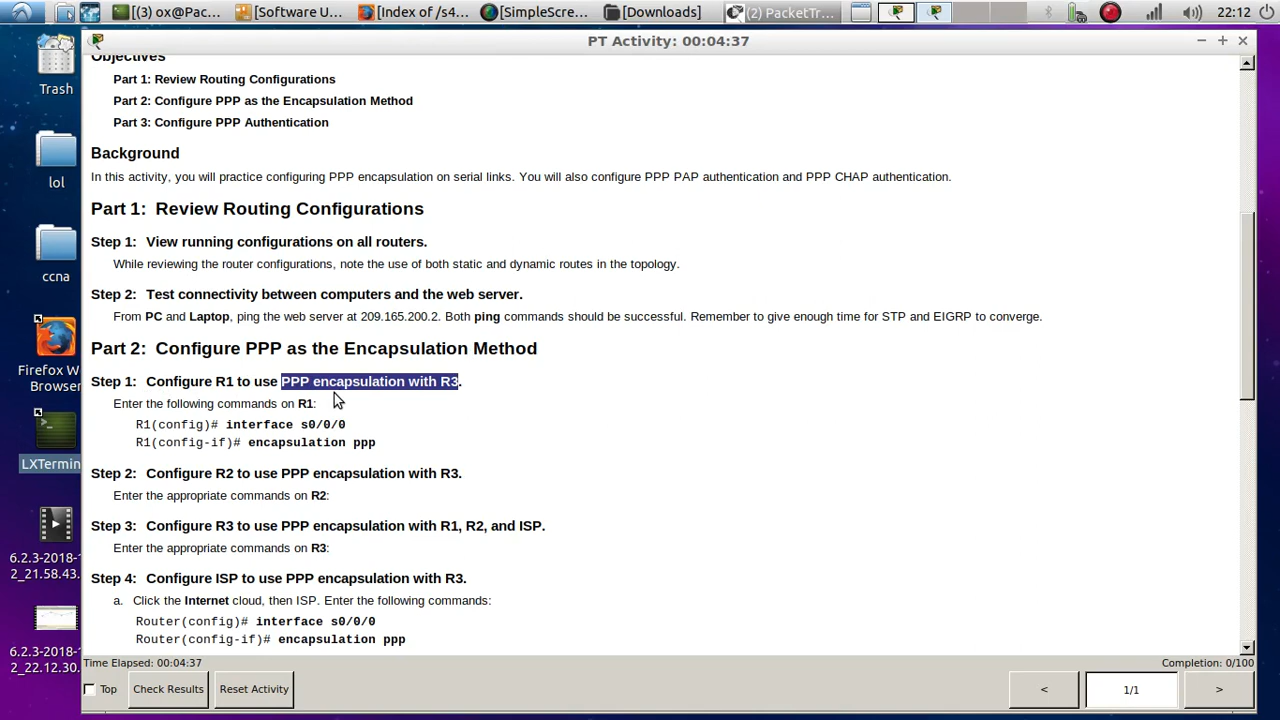 [(3) ox@Pac...
[Software U...
[Index of /s4...
[SimpleScre...
[Downloads]
(2) PacketTr...
22:12
PT Activity: 00:04:37
Trash
lol
ccna
Firefox W
Browser
LXTermin
6.2.3-2018-
2_21.58.43.
6.2.3-2018-
2_22.12.30.
Objectives
Part 1: Review Routing Configurations
Part 2: Configure PPP as the Encapsulation Method
Part 3: Configure PPP Authentication
Background
In this activity, you will practice configuring PPP encapsulation on serial links. You will also configure PPP PAP authentication and PPP CHAP authentication.
Part 1: Review Routing Configurations
Step 1: View running configurations on all routers.
While reviewing the router configurations, note the use of both static and dynamic routes in the topology.
Step 2: Test connectivity between computers and the web server.
From PC and Laptop, ping the web server at 209.165.200.2. Both ping commands should be successful. Remember to give enough time for STP and EIGRP to converge.
Part 2: Configure PPP as the Encapsulation Method
Step 1: Configure R1 to use PPP encapsulation with R3.
Enter the following commands on R1:
R1(config)# interface s0/0/0
R1(config-if)# encapsulation ppp
Step 2: Configure R2 to use PPP encapsulation with R3.
Enter the appropriate commands on R2:
Step 3: Configure R3 to use PPP encapsulation with R1, R2, and ISP.
Enter the appropriate commands on R3:
Step 4: Configure ISP to use PPP encapsulation with R3.
a. Click the Internet cloud, then ISP. Enter the following commands:
Router(config)# interface s0/0/0
Router(config-if)# encapsulation ppp
Time Elapsed: 00:04:37
Completion: 0/100
Top
Check Results
Reset Activity
<
1/1
>